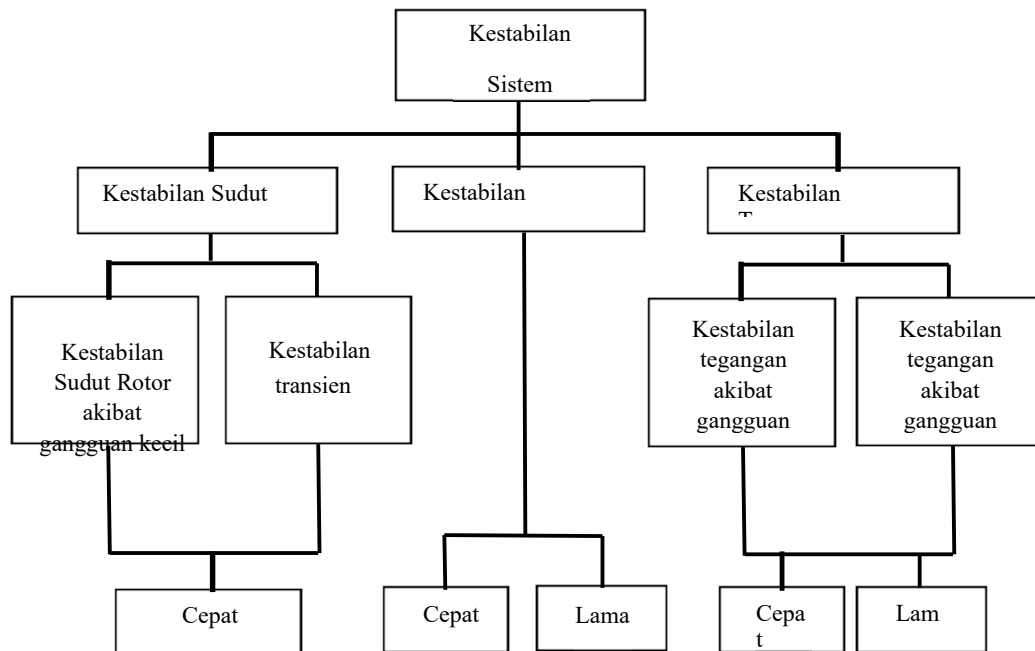 Kestabilan
Sistem
Kestabilan Sudut
Kestabilan
Kestabilan
Kestabilan
Sudut Rotor
akibat
gangguan kecil
Kestabilan
transien
Kestabilan
tegangan
akibat
gangguan
Kestabilan
tegangan
akibat
gangguan
Cepat
Cepat
Lama
Cepa
t
Lam